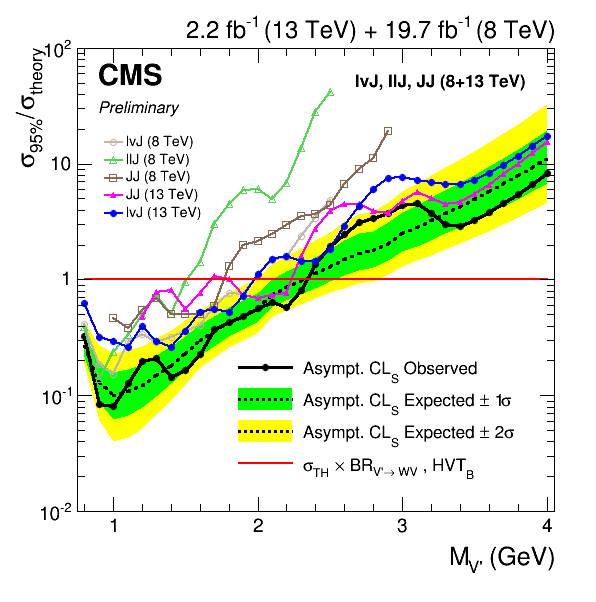 2.2 fb-1 (13 TeV) + 19.7 fb-1 (8 TeV)
σ95%/σtheory
10²
10
1
10-1
10-2
CMS
Preliminary
lvJ, llJ, JJ (8+13 TeV)
lvJ (8 TeV)
llJ (8 TeV)
JJ (8 TeV)
JJ (13 TeV)
lvJ (13 TeV)
Asympt. CLS Observed
Asympt. CLS Expected ± 1σ
Asympt. CLS Expected ± 2σ
σTH × BRV'→ WV , HVTB
1 2 3 4
MV' (GeV)